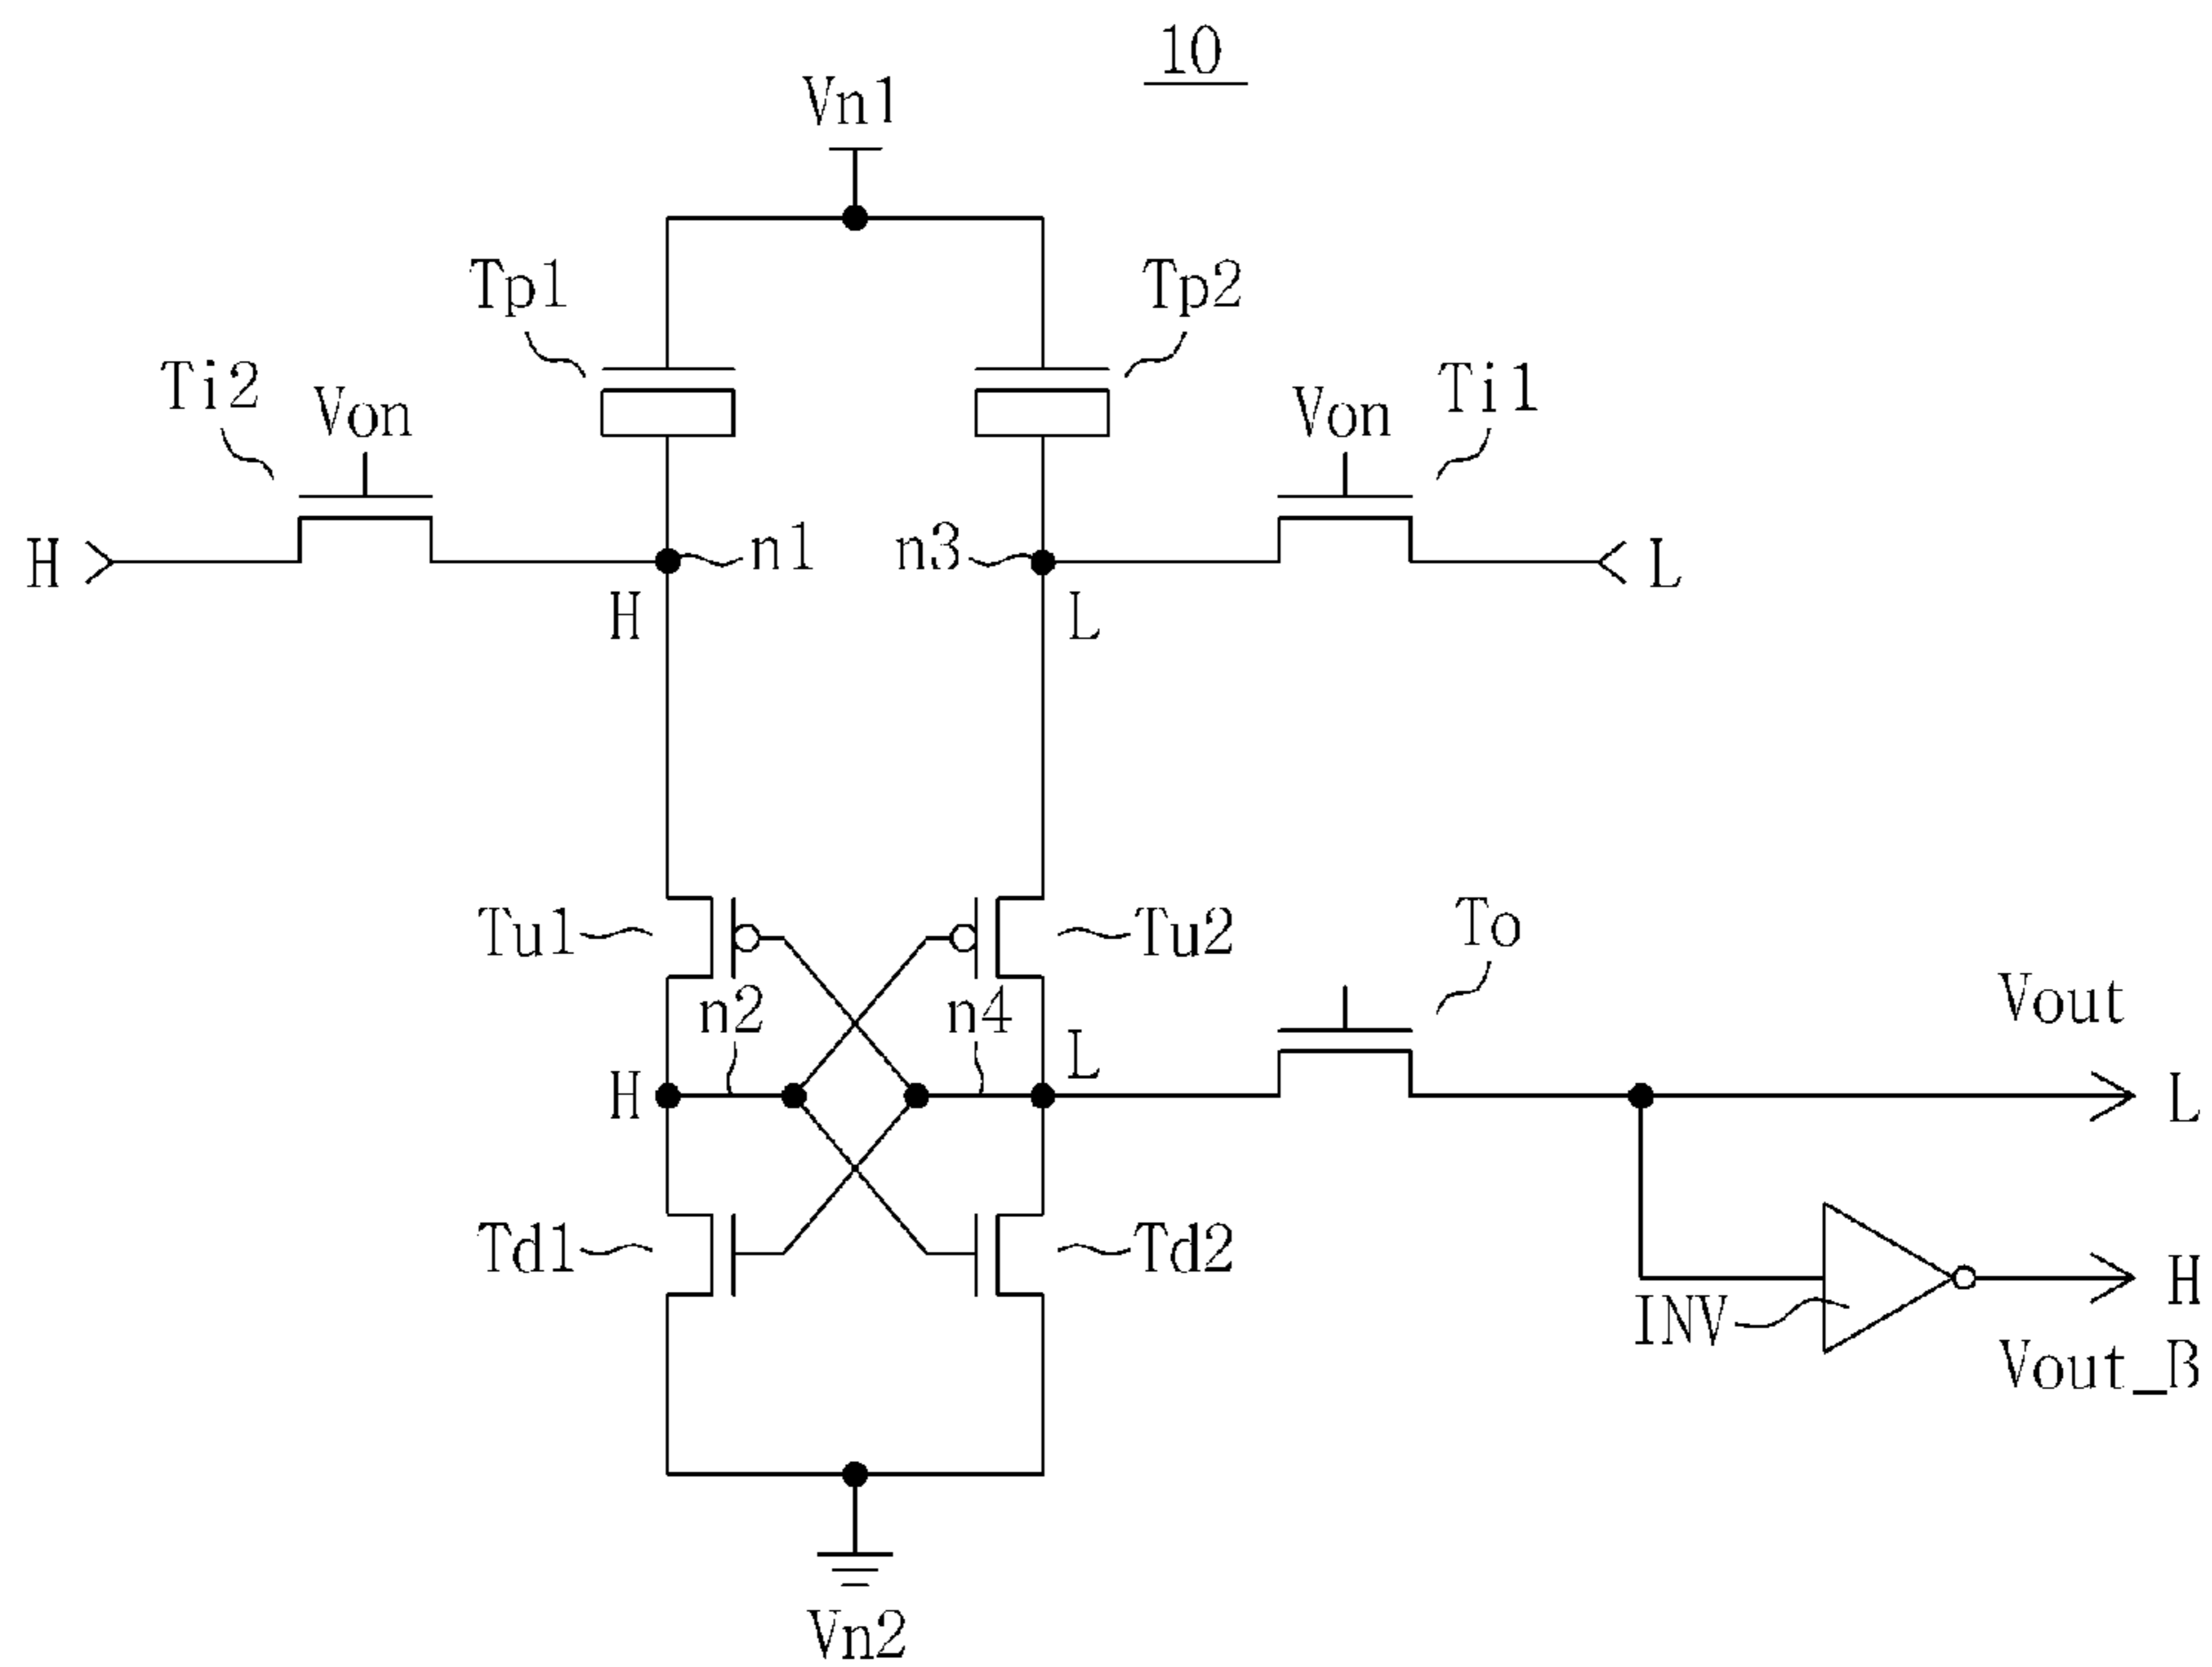 10
Vn1
Tp1
Tp2
Ti2
Von
Von
Ti1
H
n1
n3
L
H
L
Tu1
Tu2
To
n2
n4
Vout
H
L
L
Td1
Td2
H
INV
Vout_B
Vn2